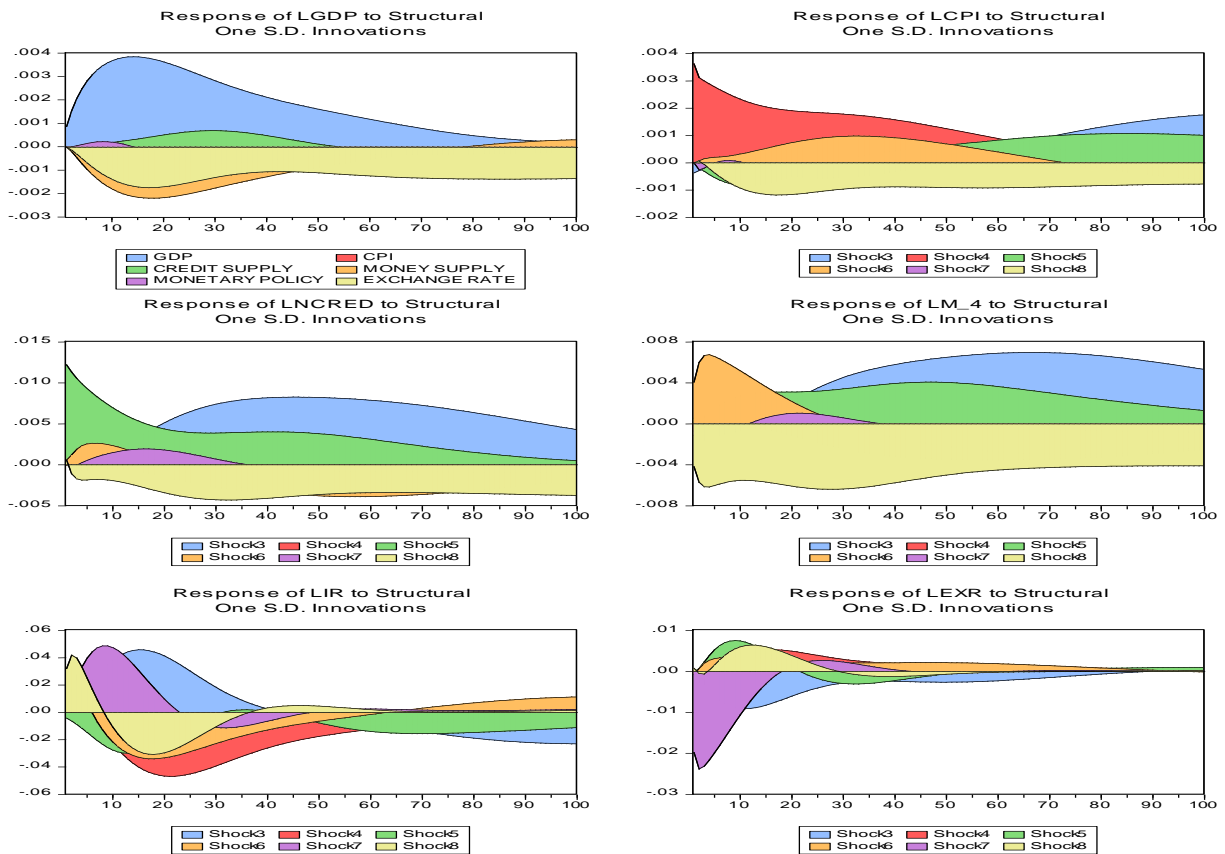 Response of LGDP to Structural
One S.D. Innovations
.004
.003
.002
.001
.000
-.001
-.002
-.003
10 20 30 40 50 60 70 80 90 100
GDP CPI
CREDIT SUPPLY MONEY SUPPLY
MONETARY POLICY EXCHANGE RATE
Response of LCPI to Structural
One S.D. Innovations
.004
.003
.002
.001
.000
-.001
-.002
10 20 30 40 50 60 70 80 90 100
Shock3 Shock4 Shock5
Shock6 Shock7 Shock8
Response of LNCRED to Structural
One S.D. Innovations
.015
.010
.005
.000
-.005
10 20 30 40 50 60 70 80 90 100
Shock3 Shock4 Shock5
Shock6 Shock7 Shock8
Response of LM_4 to Structural
One S.D. Innovations
.008
.004
.000
-.004
-.008
10 20 30 40 50 60 70 80 90 100
Shock3 Shock4 Shock5
Shock6 Shock7 Shock8
Response of LIR to Structural
One S.D. Innovations
.06
.04
.02
.00
-.02
-.04
-.06
10 20 30 40 50 60 70 80 90 100
Shock3 Shock4 Shock5
Shock6 Shock7 Shock8
Response of LEXR to Structural
One S.D. Innovations
.01
.00
-.01
-.02
-.03
10 20 30 40 50 60 70 80 90 100
Shock3 Shock4 Shock5
Shock6 Shock7 Shock8